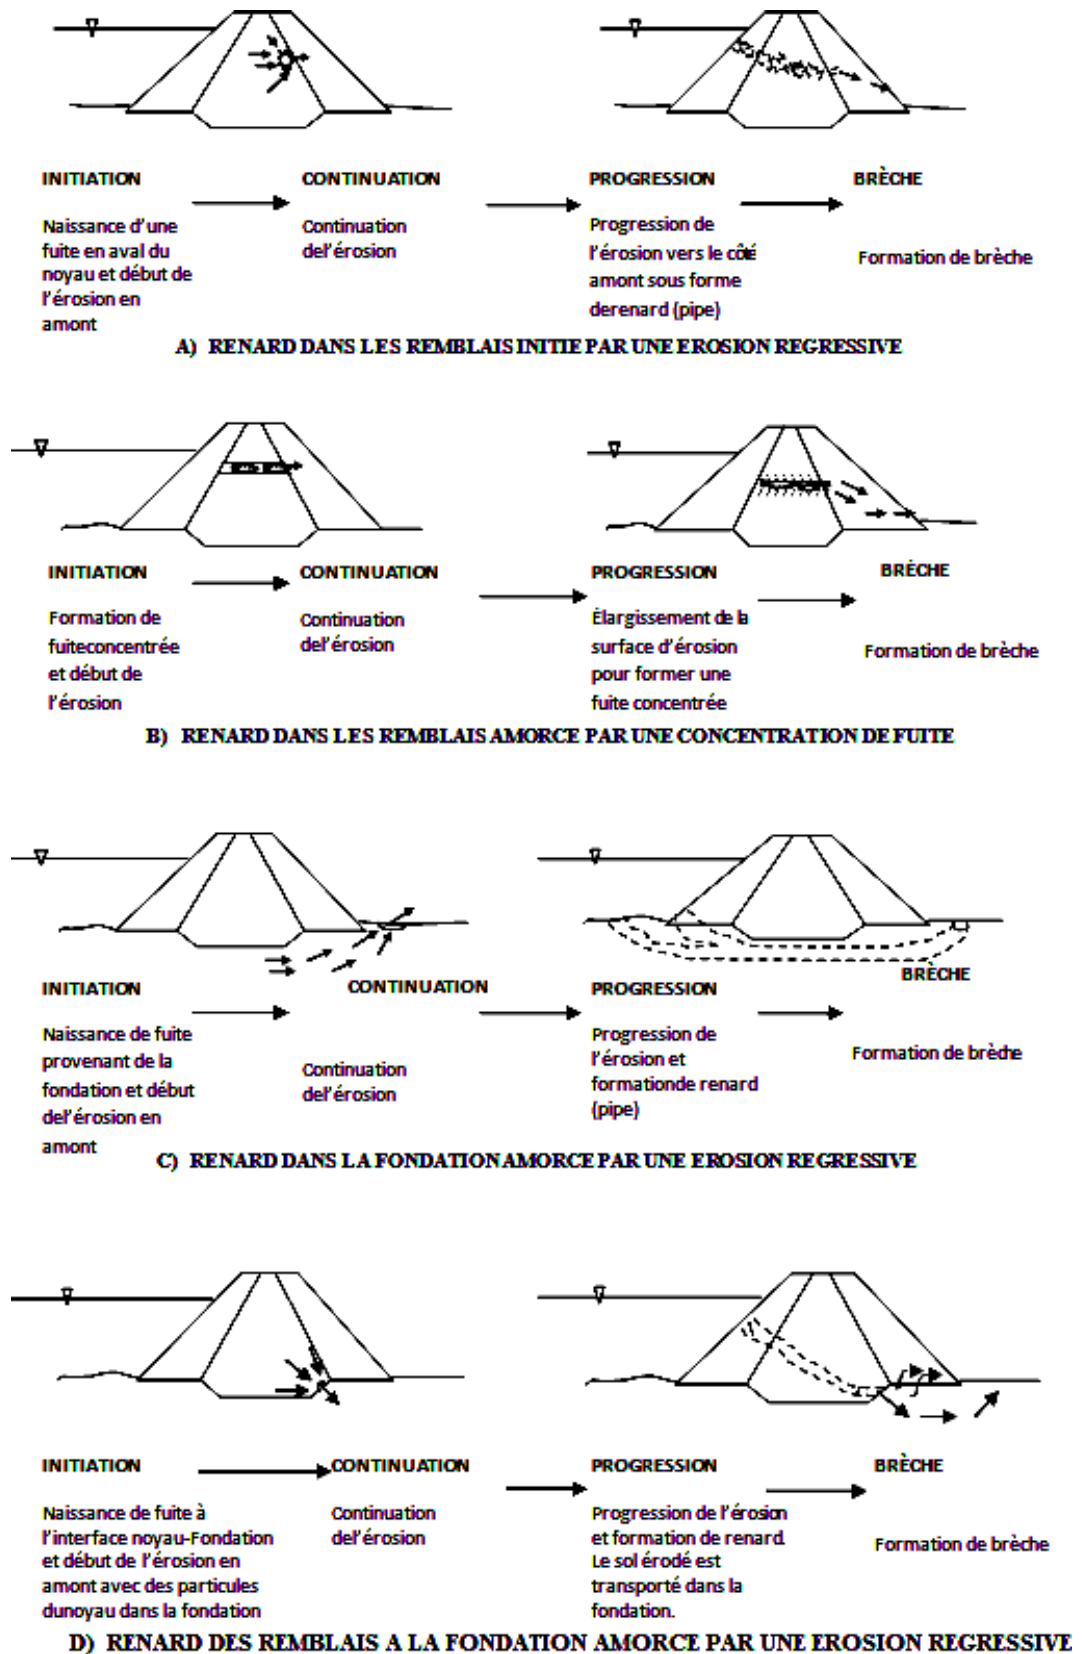 INITIATION
CONTINUATION
PROGRESSION
BRÈCHE
Naissance d'une
fuite en aval du
noyau et début de
l'érosion en
amont
Continuation
del'érosion
Progression de
l'érosion vers le côté
amont sous forme
derenard (pipe)
Formation de brèche
A) RENARD DANS LES REMBLAIS INITIE PAR UNE EROSION REGRESSIVE
INITIATION
CONTINUATION
PROGRESSION
BRÈCHE
Formation de
fuiteconcentrée
et début de
l'érosion
Continuation
del'érosion
Élargissement de la
surface d'érosion
pour former une
fuite concentrée
Formation de brèche
B) RENARD DANS LES REMBLAIS AMORCE PAR UNE CONCENTRATION DE FUITE
INITIATION
CONTINUATION
PROGRESSION
BRÈCHE
Naissance de fuite
provenant de la
fondation et début
del'érosion en
amont
Continuation
del'érosion
Progression de
l'érosion et
formationde renard
(pipe)
Formation de brèche
C) RENARD DANS LA FONDATION AMORCE PAR UNE EROSION REGRESSIVE
INITIATION
CONTINUATION
PROGRESSION
BRÈCHE
Naissance de fuite à
l'interface noyau-Fondation
et début de l'érosion en
amont avec des particules
dunoyau dans la fondation
Continuation
del'érosion
Progression de l'érosion
et formation de renard.
Le sol érodé est
transporté dans la
fondation.
Formation de brèche
D) RENARD DES REMBLAIS A LA FONDATION AMORCE PAR UNE EROSION REGRESSIVE